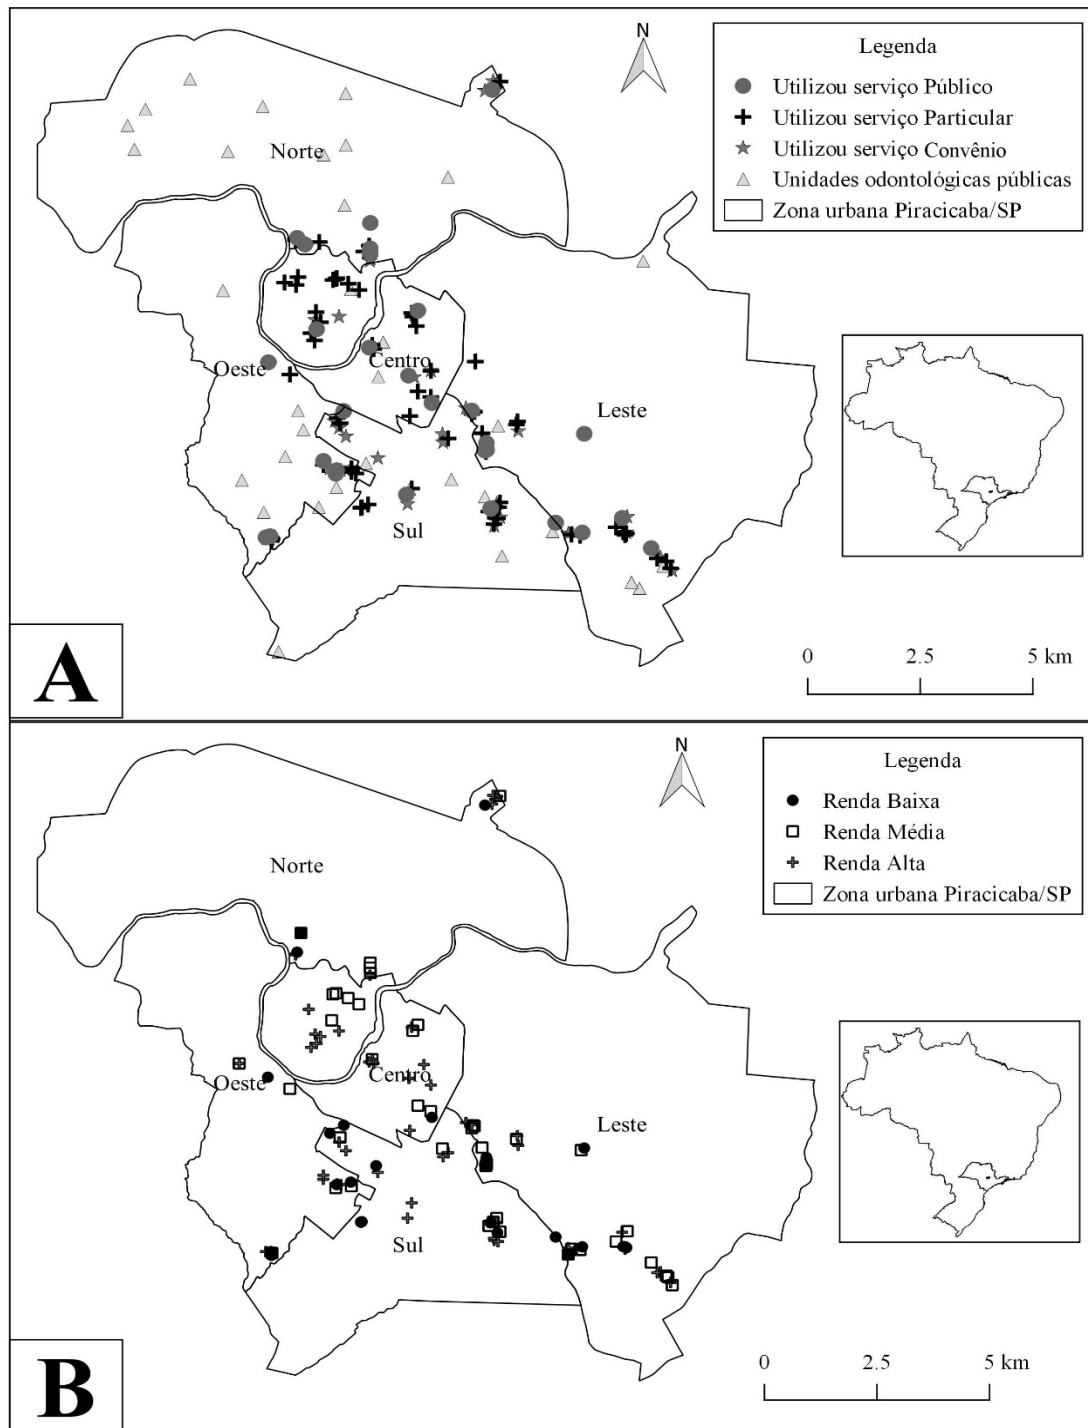 N
Legenda
Utilizou serviço Público
Utilizou serviço Particular
Utilizou serviço Convênio
Unidades odontológicas públicas
Zona urbana Piracicaba/SP
Norte
Oeste
Centro
Leste
Sul
0 2.5 5 km
A
N
Legenda
Renda Baixa
Renda Média
Renda Alta
Zona urbana Piracicaba/SP
Norte
Oeste
Centro
Leste
Sul
0 2.5 5 km
B